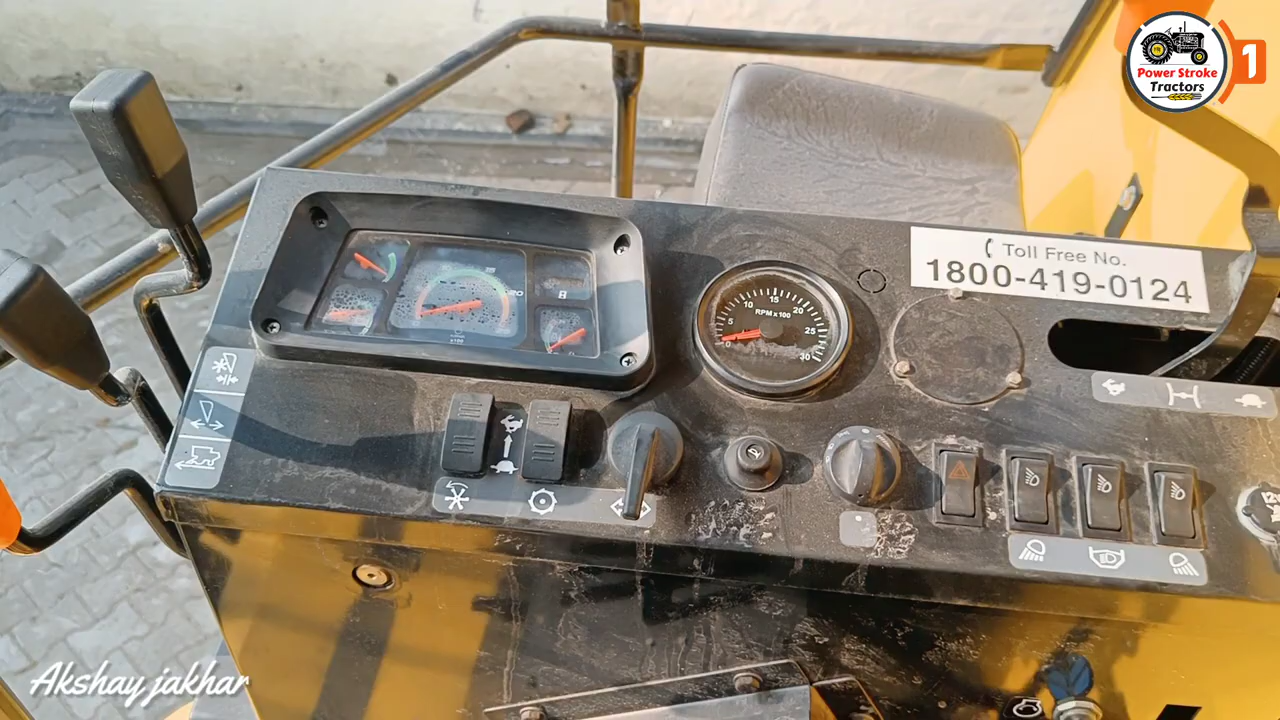 Power Stroke
Tractors
1
Toll Free No.
1800-419-0124
5
10
15
20
25
30
RPM x 100
x100
Akshay jakhar